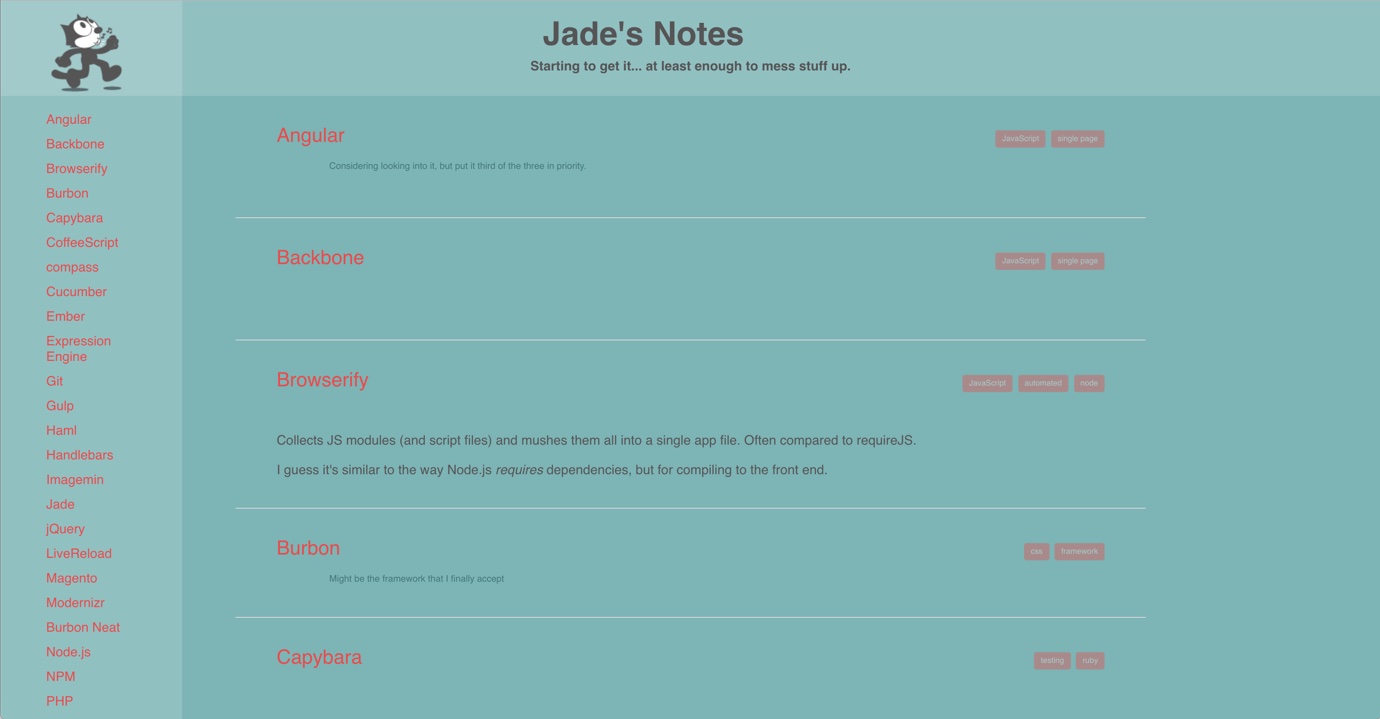 Jade's Notes
Starting to get it... at least enough to mess stuff up.
Angular
Backbone
Browserify
Burbon
Capybara
CoffeeScript
compass
Cucumber
Ember
Expression
Engine
Git
Gulp
Haml
Handlebars
Imagemin
Jade
jQuery
LiveReload
Magento
Modernizr
Burbon Neat
Node.js
NPM
PHP
Angular
JavaScript single page
Considering looking into it, but put it third of the three in priority.
Backbone
JavaScript single page
Browserify
JavaScript automated node
Collects JS modules (and script files) and mushes them all into a single app file. Often compared to requireJS.
I guess it's similar to the way Node.js requires dependencies, but for compiling to the front end.
Burbon
css framework
Might be the framework that I finally accept
Capybara
testing ruby